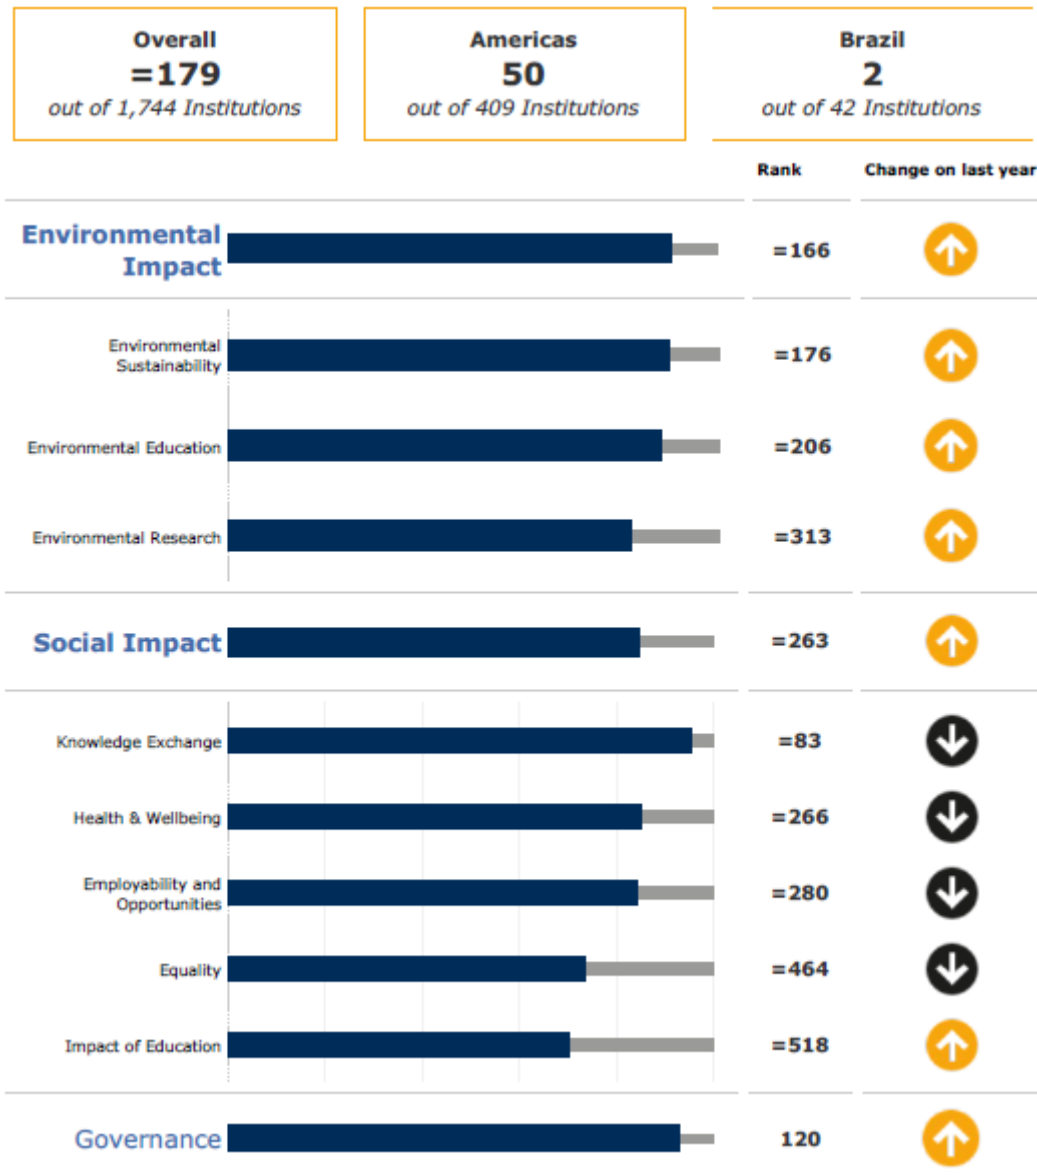 Overall
=179
out of 1,744 Institutions
Americas
50
out of 409 Institutions
Brazil
2
out of 42 Institutions
Rank
Change on last year
Environmental
Impact
=166
Environmental
Sustainability
=176
Environmental Education
=206
Environmental Research
=313
Social Impact
=263
Knowledge Exchange
=83
Health & Wellbeing
=266
Employability and
Opportunities
=280
Equality
=464
Impact of Education
=518
Governance
120